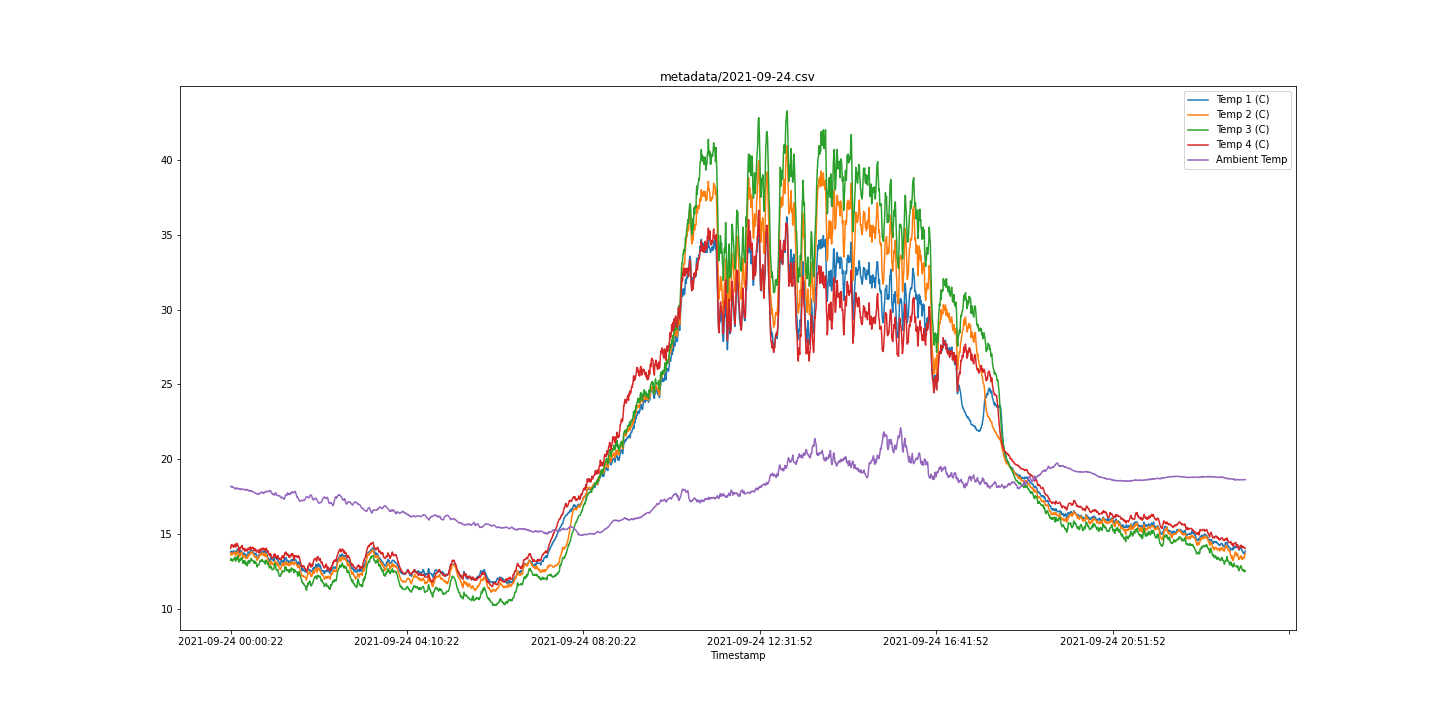 metadata/2021-09-24.csv
Temp 1 (C)
Temp 2 (C)
Temp 3 (C)
Temp 4 (C)
Ambient Temp
40
35
30
25
20
15
10
2021-09-24 00:00:22 2021-09-24 04:10:22 2021-09-24 08:20:22 2021-09-24 12:31:52 2021-09-24 16:41:52 2021-09-24 20:51:52
Timestamp